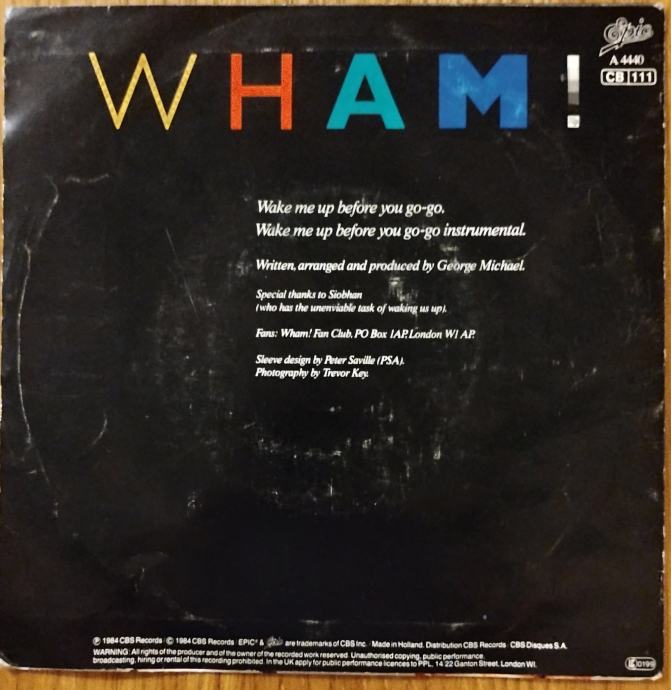 WHAM!
Epic
A 4440
CB 111
Wake me up before you go-go.
Wake me up before you go-go instrumental.
Written, arranged and produced by George Michael.
Special thanks to Siobhan
(who has the unenviable task of waking us up).
Fans: Wham! Fan Club, PO Box 1AP, London W1 AP.
Sleeve design by Peter Saville (PSA).
Photography by Trevor Key.
℗ 1984 CBS Records · © 1984 CBS Records · EPIC® & Epic are trademarks of CBS Inc. · Made in Holland. Distribution CBS Records · CBS Disques S.A.
WARNING: All rights of the producer and of the owner of the recorded work reserved. Unauthorised copying, public performance,
broadcasting, hiring or rental of this recording prohibited. In the UK apply for public performance licences to PPL, 14 22 Ganton Street, London W1.
0199